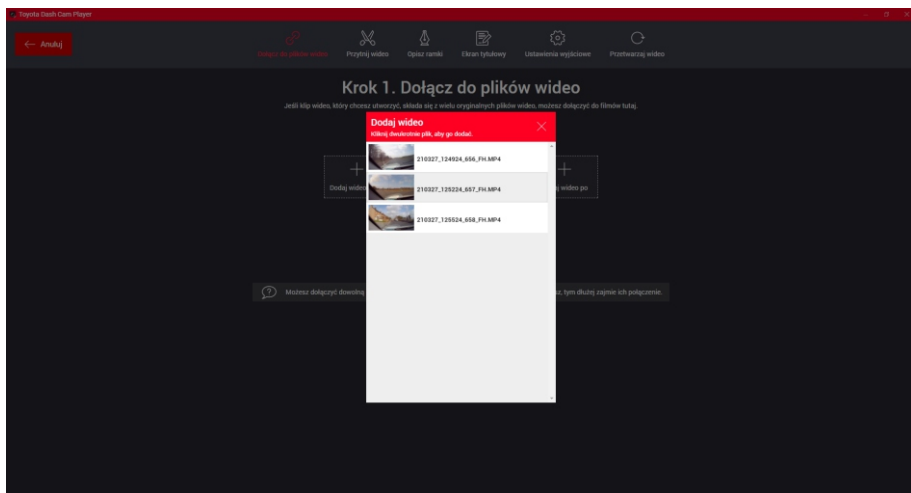 Toyota Dash Cam Player
Anuluj
Dołącz do plików wideo
Przytnij wideo
Opisz ramki
Ekran tytułowy
Ustawienia wyjściowe
Przetwarzaj wideo
Krok 1. Dołącz do plików wideo
Jeśli klip wideo, który chcesz utworzyć, składa się z wielu oryginalnych plików wideo, możesz dołączyć do filmów tutaj.
Dodaj wideo
Kliknij dwukrotnie plik, aby go dodać.
210327_124924_656_FH.MP4
210327_125224_657_FH.MP4
210327_125524_658_FH.MP4
Dodaj wideo
wideo po
Możesz dołączyć dowolną
tym dłużej zajmie ich połączenie.